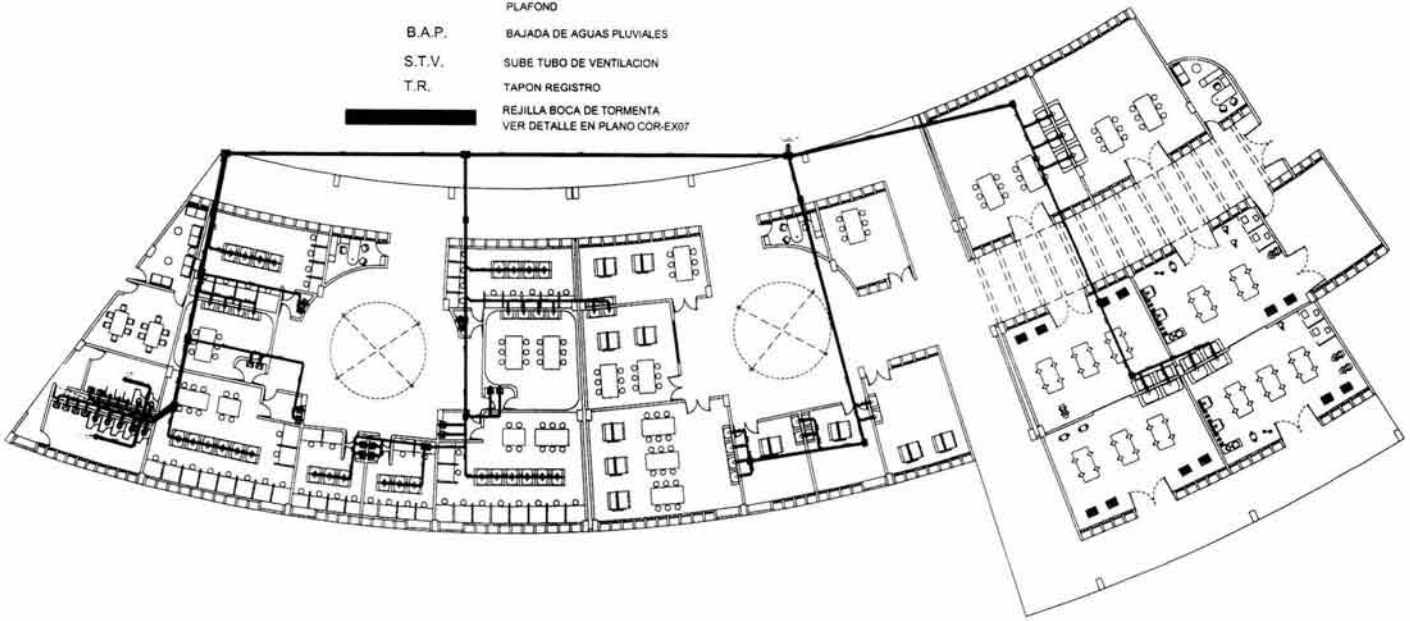 PLAFOND
B.A.P. BAJADA DE AGUAS PLUVIALES
S.T.V. SUBE TUBO DE VENTILACION
T.R. TAPON REGISTRO
REJILLA BOCA DE TORMENTA
VER DETALLE EN PLANO COR-EX07